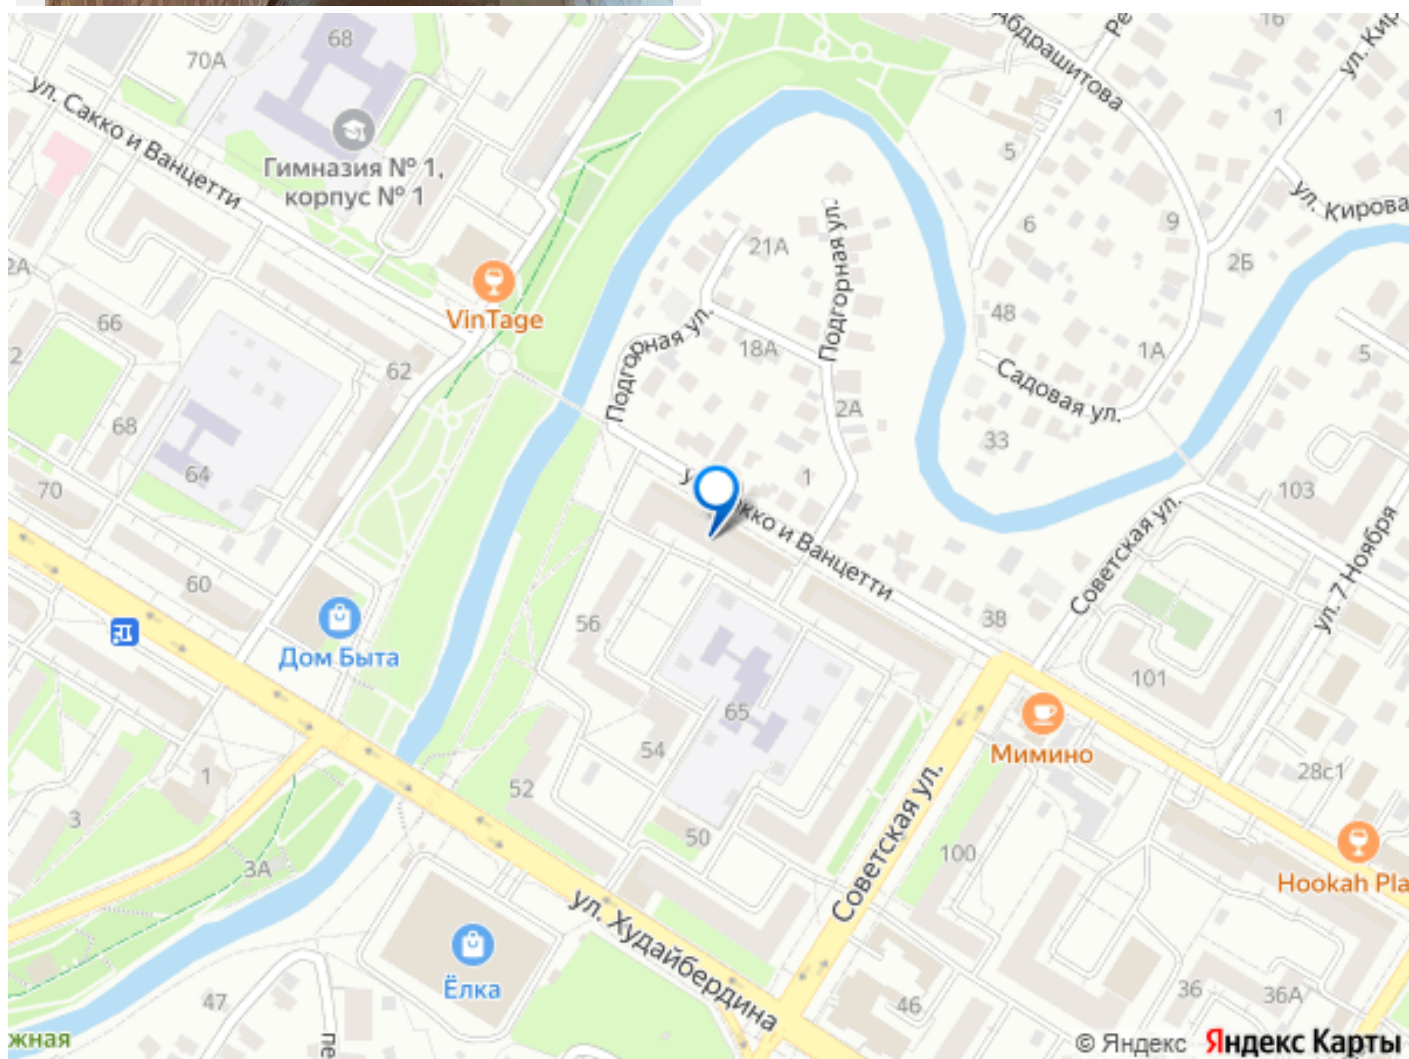 68
70А
ул. Сакко и Ванцетти
Гимназия № 1,
корпус № 1
Абдрашитова
16
ул. Кир
1
5
ул. Кирова
6
9
2Б
21А
Подгорная ул.
2А
VinTage
66
62
2
Подгорная ул.
18А
48
1А
5
Садовая ул.
2А
68
33
64
70
1
103
кко и Ванцетти
Советская ул.
ул. 7 Ноября
60
56
38
Дом Быта
101
65
54
Мимино
1
52
28с1
3
50
Советская ул.
100
3А
Hookah Pla
ул. Худайбердина
Ёлка
47
46
36
36А
жная
пе
© Яндекс Яндекс Карты